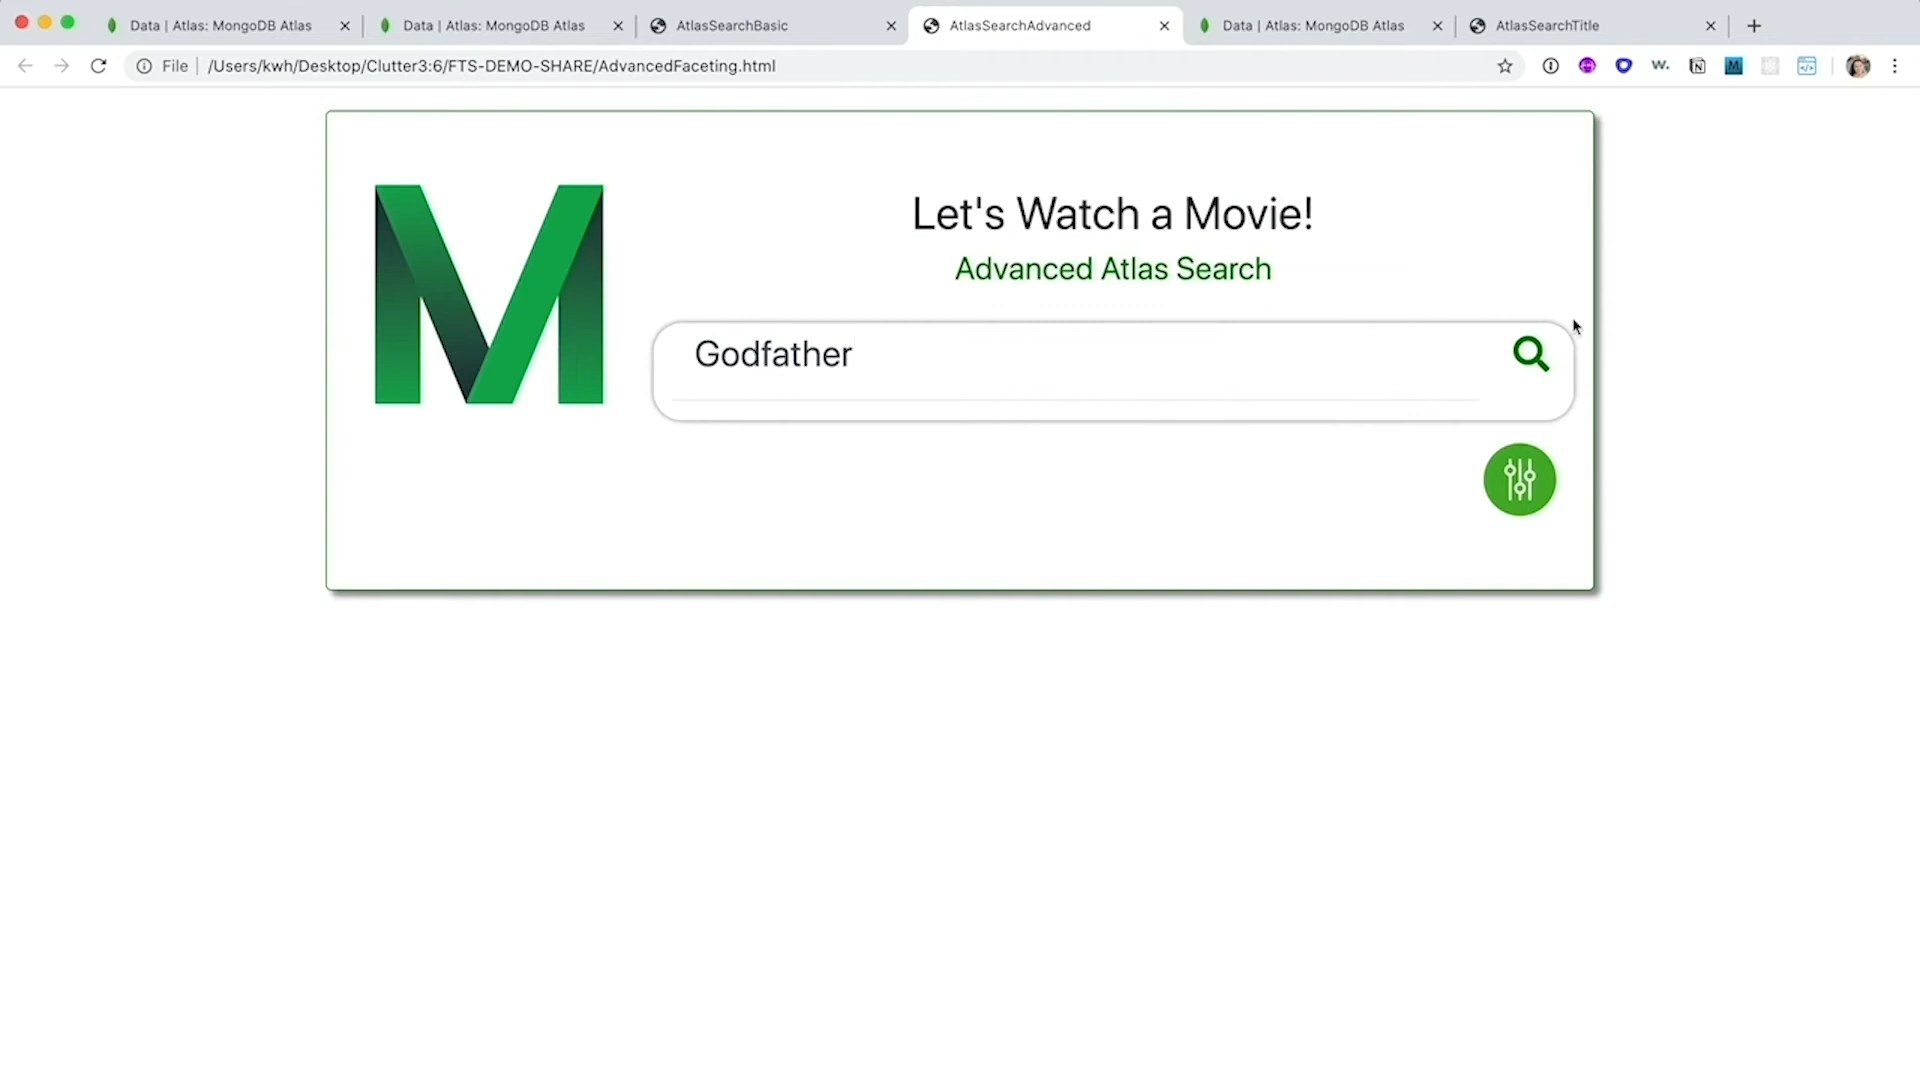 Data | Atlas: MongoDB Atlas
Data | Atlas: MongoDB Atlas
AtlasSearchBasic
AtlasSearchAdvanced
Data | Atlas: MongoDB Atlas
AtlasSearchTitle
File
/Users/kwh/Desktop/Clutter3:6/FTS-DEMO-SHARE/AdvancedFaceting.html
Let's Watch a Movie!
Advanced Atlas Search
Godfather